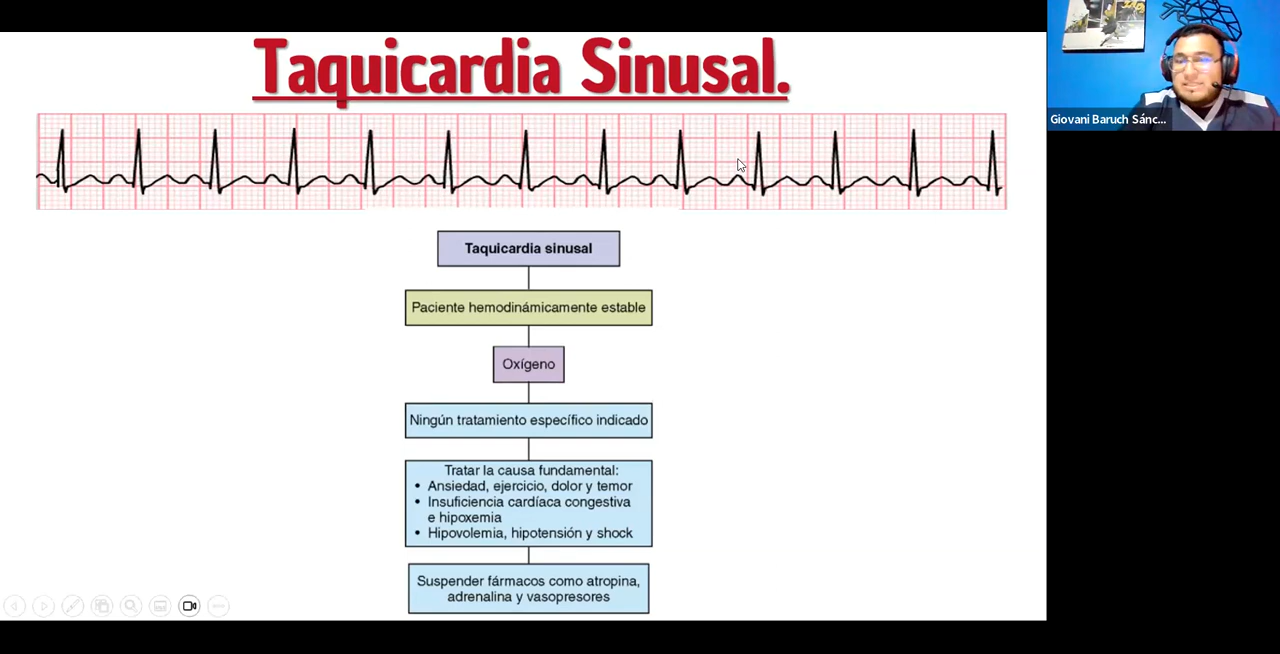 Taquicardia Sinusal.
Giovani Baruch Sánc...
Taquicardia sinusal
Paciente hemodinámicamente estable
Oxígeno
Ningún tratamiento específico indicado
Tratar la causa fundamental:
• Ansiedad, ejercicio, dolor y temor
• Insuficiencia cardíaca congestiva
e hipoxemia
• Hipovolemia, hipotensión y shock
Suspender fármacos como atropina,
adrenalina y vasopresores